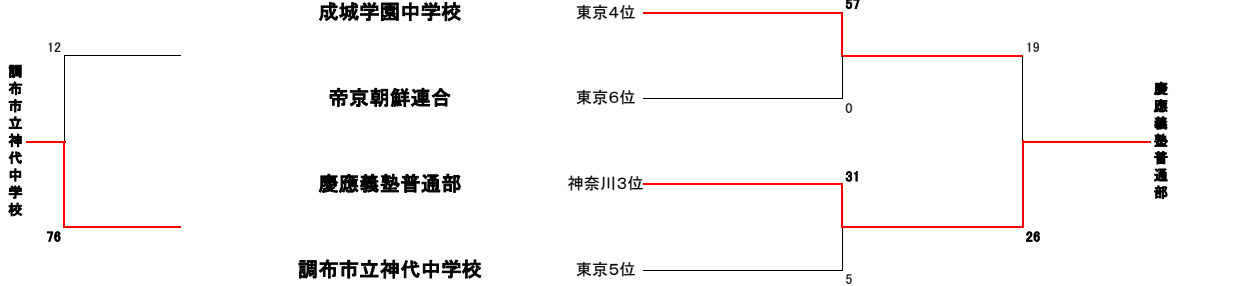 成城学園中学校
東京4位
57
12
19
調布市立神代中学校
慶應義塾普通部
帝京朝鮮連合
東京6位
0
慶應義塾普通部
神奈川3位
31
76
26
調布市立神代中学校
東京5位
5